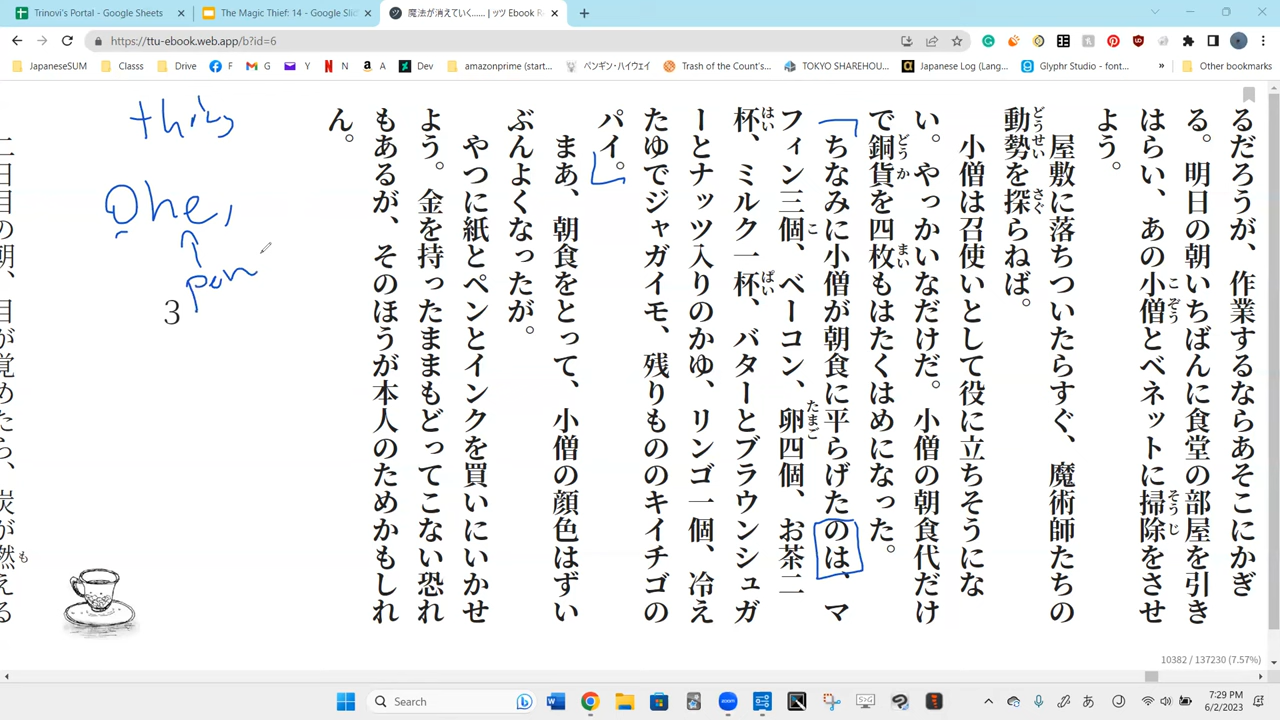 Trinovi's Portal - Google Sheets
The Magic Thief: 14 - Google Slid
魔法が消えていく…… | ッツ Ebook R
https://ttu-ebook.web.app/b?id=6
JapaneseSUM
Classs
Drive
F
G
Y
N
A
Dev
amazonprime (start...
ペンギン・ハイウェイ
Trash of the Count's...
TOKYO SHAREHOU...
Japanese Log (Lang...
Glyphr Studio - font...
Other bookmarks
るだろうが、作業するならあそこにかぎ
る。明日の朝いちばんに食堂の部屋を引き
はらい、あの小僧とベネットに掃除をさせ
よう。
屋敷に落ちついたらすぐ、魔術師たちの
動勢を探らねば。
小僧は召使いとして役に立ちそうにな
い。やっかいなだけだ。小僧の朝食代だけ
で銅貨を四枚もはたくはめになった。
ちなみに小僧が朝食に平らげたのは、マ
フィン三個、ベーコン、卵四個、お茶二
杯、ミルク一杯、バターとブラウンシュガ
ーとナッツ入りのかゆ、リンゴ一個、冷え
たゆでジャガイモ、残りもののキイチゴの
パイ。
まあ、朝食をとって、小僧の顔色はずい
ぶんよくなったが。
やつに紙とペンとインクを買いにいかせ
よう。金を持ったままもどってこない恐れ
もあるが、そのほうが本人のためかもしれ
ん。
this
One,
pen
3
二日目の朝、目が覚めたら、炭が燃える
10382 / 137230 (7.57%)
Search
7:29 PM
6/2/2023